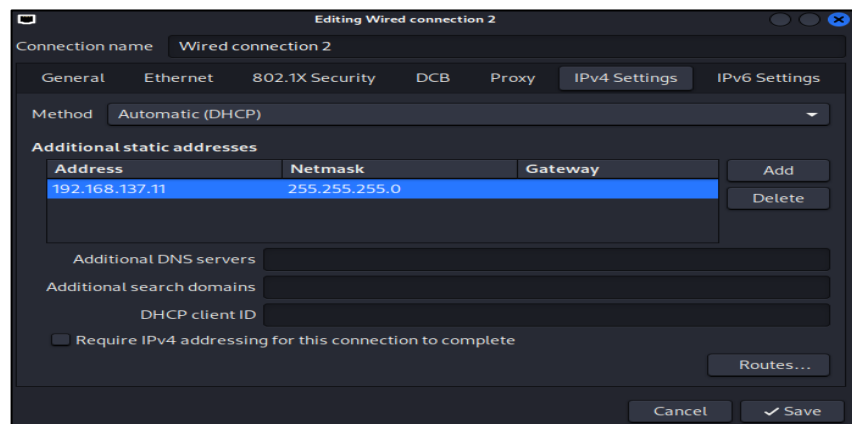 Editing Wired connection 2
Connection name Wired connection 2
General Ethernet 802.1X Security DCB Proxy IPv4 Settings IPv6 Settings
Method Automatic (DHCP)
Additional static addresses
Address Netmask Gateway Add
192.168.137.11 255.255.255.0
Delete
Additional DNS servers
Additional search domains
DHCP client ID
Require IPv4 addressing for this connection to complete
Routes...
Cancel Save